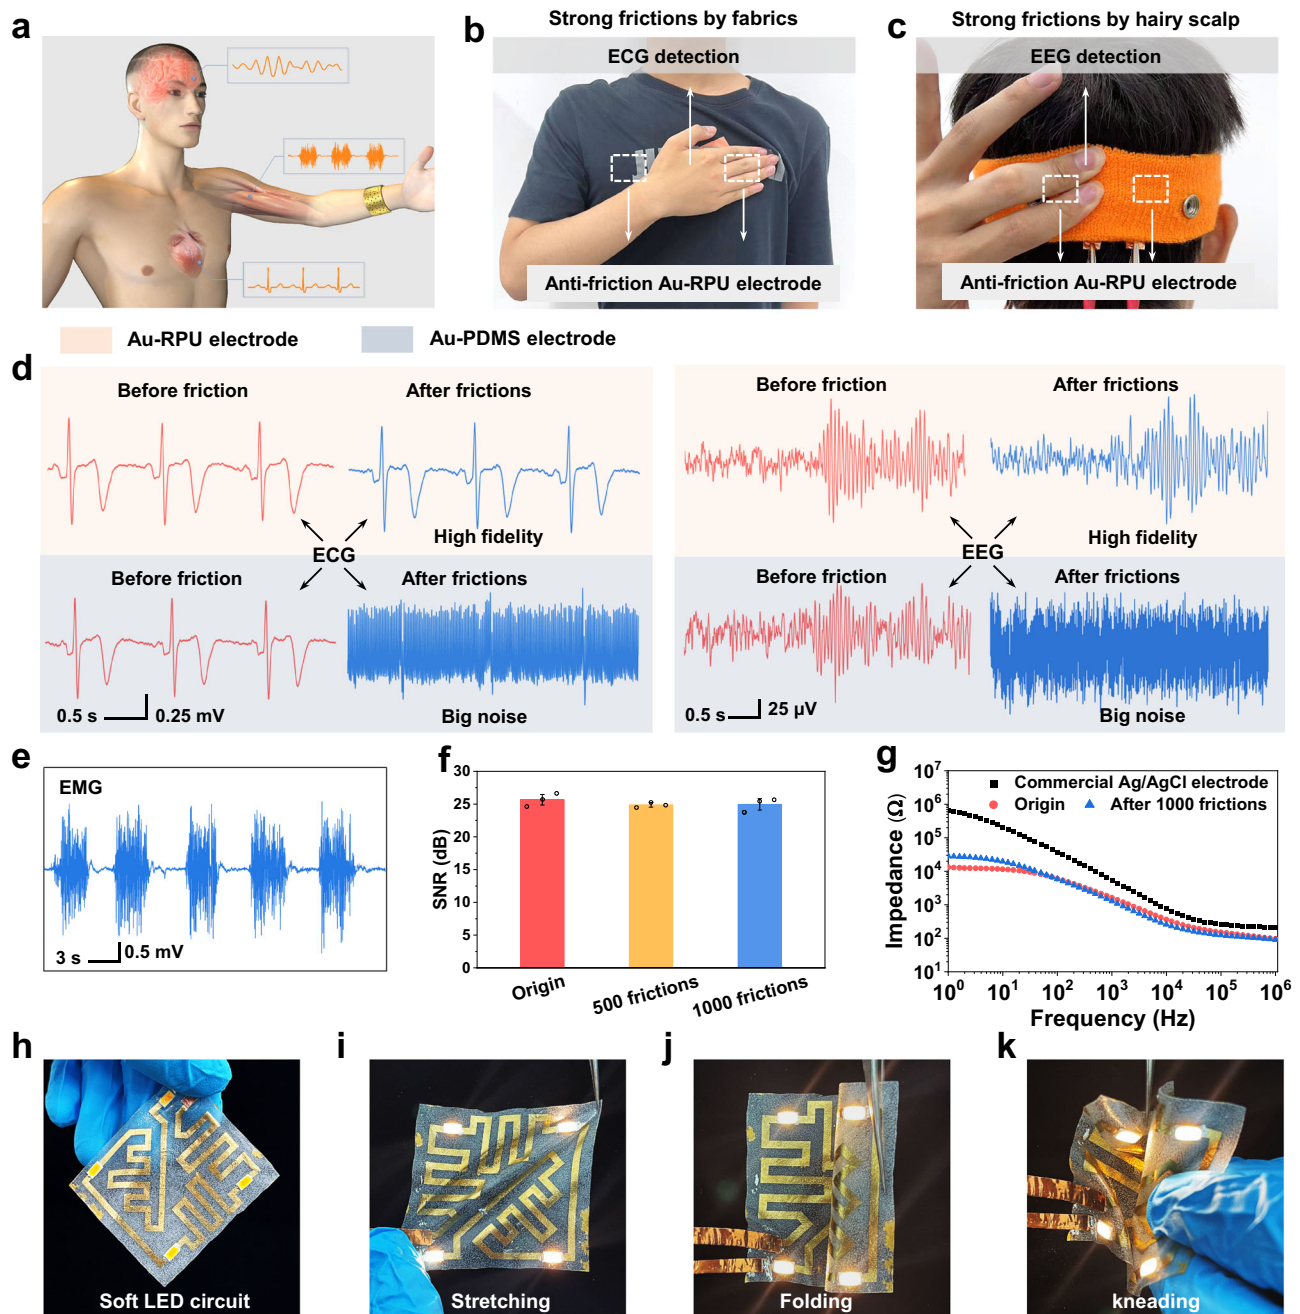 a
b
Strong frictions by fabrics
ECG detection
Anti-friction Au-RPU electrode
c
Strong frictions by hairy scalp
EEG detection
Anti-friction Au-RPU electrode
Au-RPU electrode
Au-PDMS electrode
d
Before friction
After frictions
High fidelity
ECG
Before friction
After frictions
0.5 s
0.25 mV
Big noise
Before friction
After frictions
High fidelity
EEG
Before friction
After frictions
0.5 s
25 μV
Big noise
e
EMG
3 s
0.5 mV
f
30
25
20
15
10
5
0
SNR (dB)
Origin
500 frictions
1000 frictions
g
10⁷
10⁶
10⁵
10⁴
10³
10²
10¹
Impedance (Ω)
Commercial Ag/AgCl electrode
Origin
After 1000 frictions
10⁰
10¹
10²
10³
10⁴
10⁵
10⁶
Frequency (Hz)
h
Soft LED circuit
i
Stretching
j
Folding
k
kneading